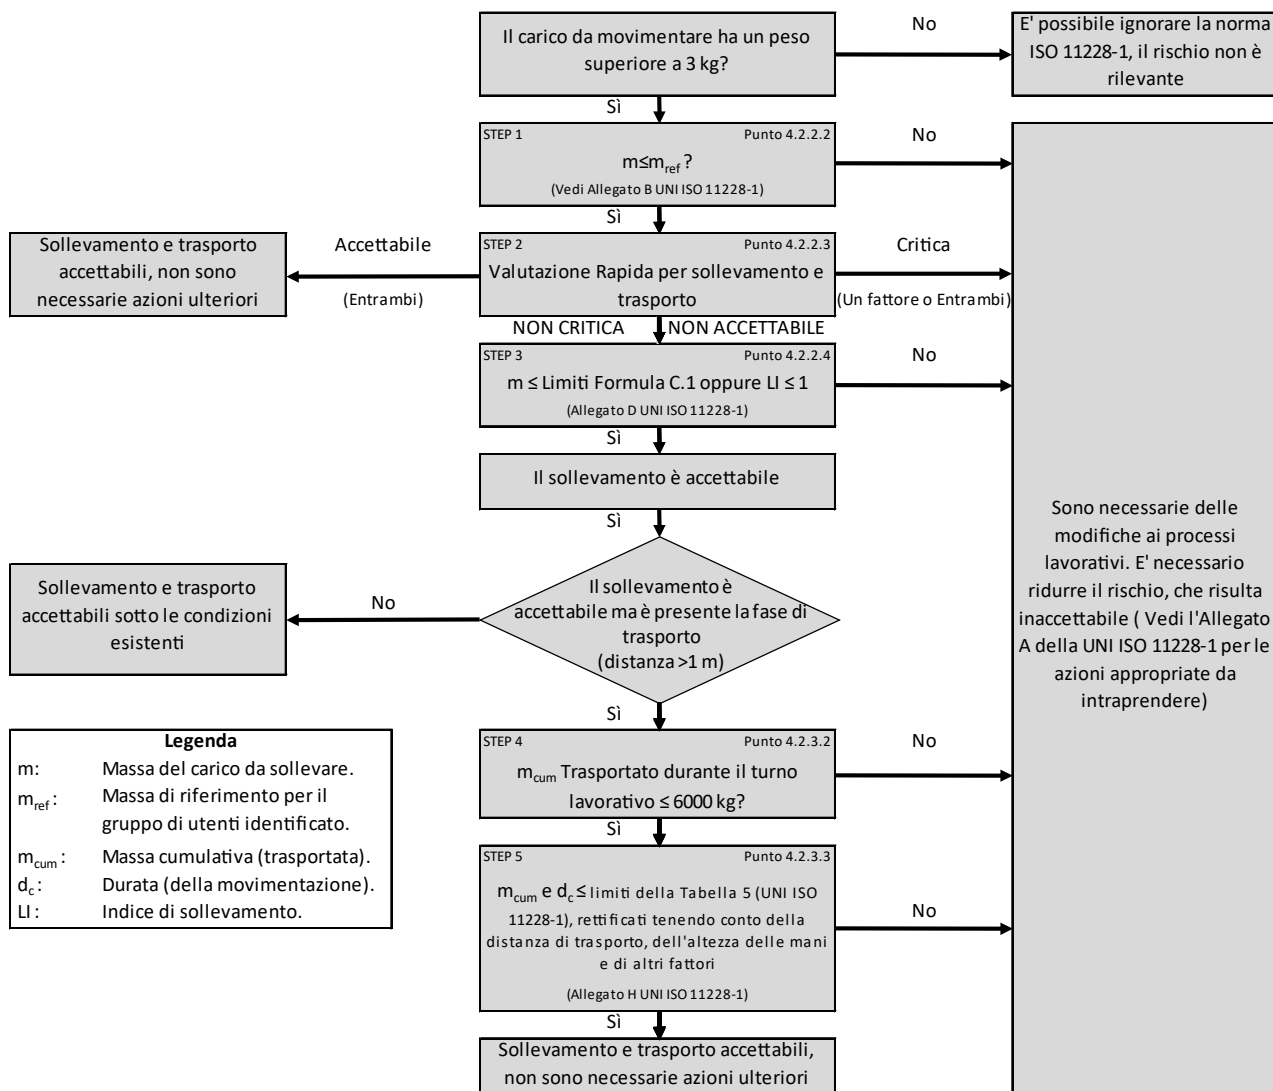 Il carico da movimentare ha un peso
superiore a 3 kg?
No
E' possibile ignorare la norma
ISO 11228-1, il rischio non è
rilevante
Sì
STEP 1
Punto 4.2.2.2
m≤mref ?
(Vedi Allegato B UNI ISO 11228-1)
No
Sì
Sollevamento e trasporto
accettabili, non sono
necessarie azioni ulteriori
Accettabile
(Entrambi)
STEP 2
Punto 4.2.2.3
Valutazione Rapida per sollevamento e
trasporto
Critica
(Un fattore o Entrambi)
NON CRITICA
NON ACCETTABILE
STEP 3
Punto 4.2.2.4
m ≤ Limiti Formula C.1 oppure LI ≤ 1
(Allegato D UNI ISO 11228-1)
No
Sì
Il sollevamento è accettabile
Sì
Sono necessarie delle
modifiche ai processi
lavorativi. E' necessario
ridurre il rischio, che risulta
inaccettabile ( Vedi l'Allegato
A della UNI ISO 11228-1 per le
azioni appropriate da
intraprendere)
Il sollevamento è
accettabile ma è presente la fase di
trasporto
(distanza >1 m)
No
Sollevamento e trasporto
accettabili sotto le condizioni
esistenti
Sì
STEP 4
Punto 4.2.3.2
mcum Trasportato durante il turno
lavorativo ≤ 6000 kg?
No
Sì
STEP 5
Punto 4.2.3.3
mcum e dc ≤ limiti della Tabella 5 (UNI ISO
11228-1), rettificati tenendo conto della
distanza di trasporto, dell'altezza delle mani
e di altri fattori
(Allegato H UNI ISO 11228-1)
No
Sì
Sollevamento e trasporto accettabili,
non sono necessarie azioni ulteriori
Legenda
m: Massa del carico da sollevare.
mref : Massa di riferimento per il
gruppo di utenti identificato.
mcum : Massa cumulativa (trasportata).
dc : Durata (della movimentazione).
LI : Indice di sollevamento.